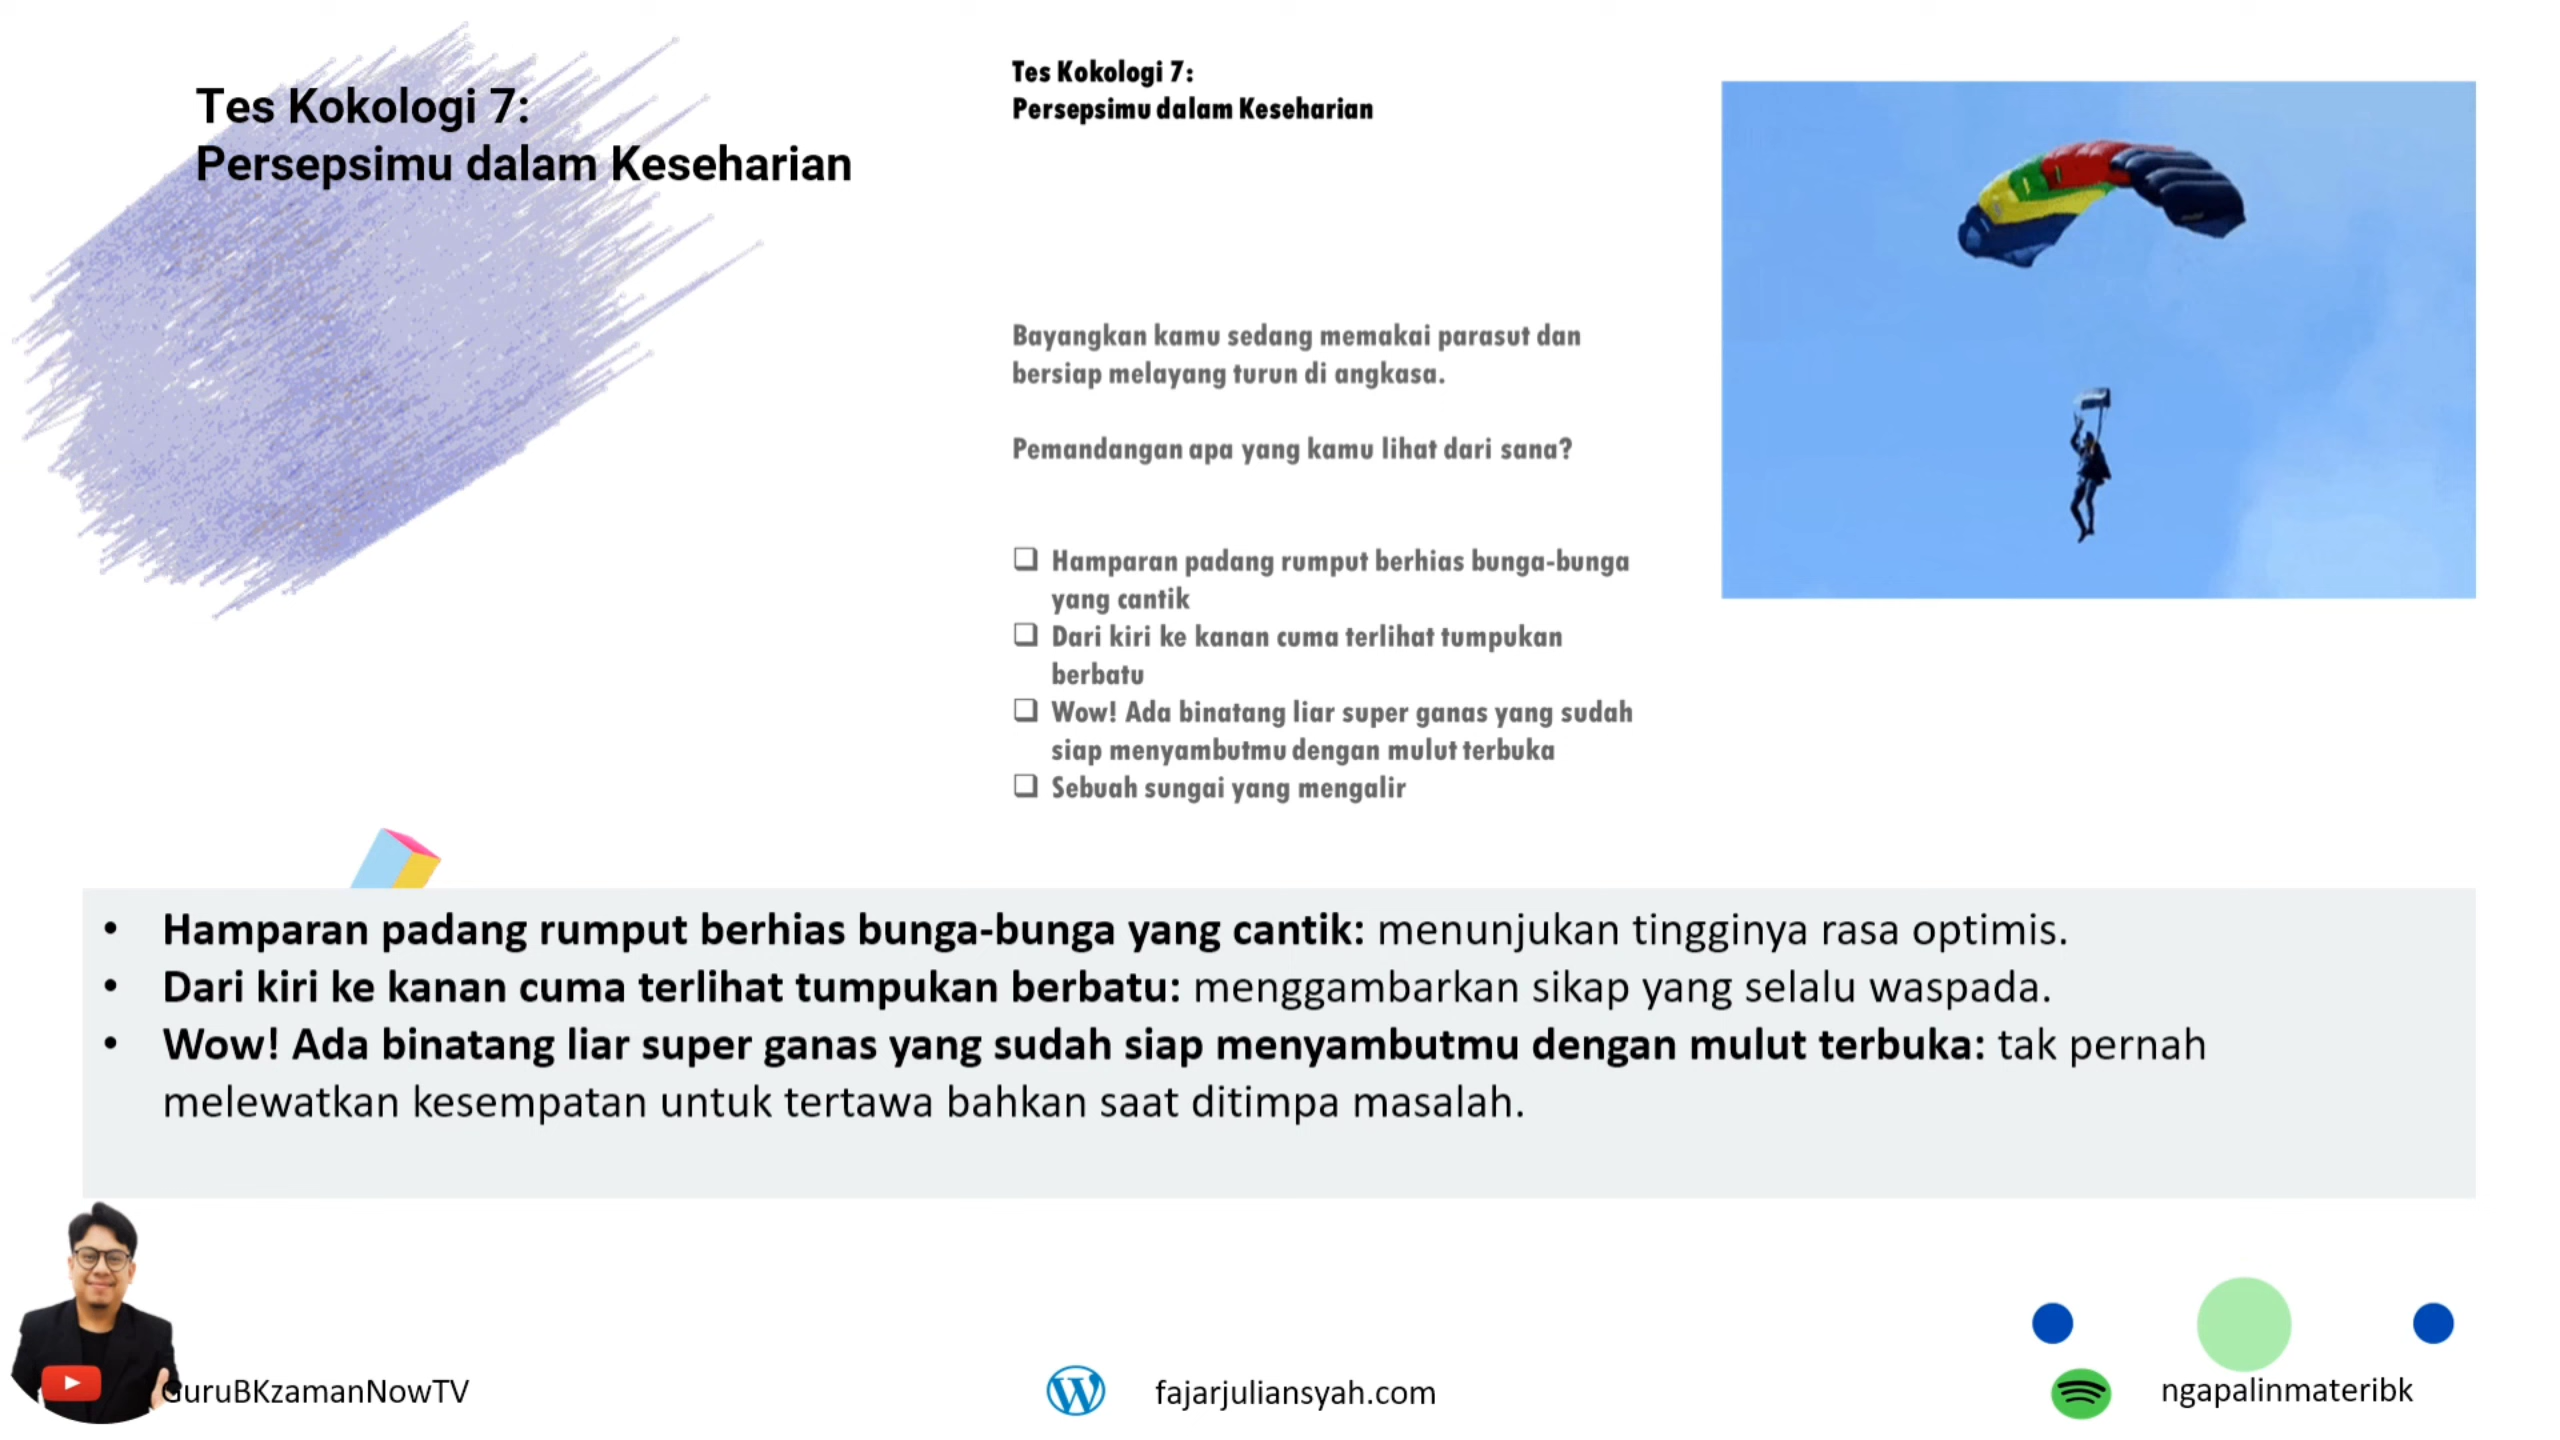 Tes Kokologi 7:
Persepsimu dalam Keseharian
Tes Kokologi 7:
Persepsimu dalam Keseharian
Bayangkan kamu sedang memakai parasut dan
bersiap melayang turun di angkasa.
Pemandangan apa yang kamu lihat dari sana?
Hamparan padang rumput berhias bunga-bunga
yang cantik
Dari kiri ke kanan cuma terlihat tumpukan
berbatu
Wow! Ada binatang liar super ganas yang sudah
siap menyambutmu dengan mulut terbuka
Sebuah sungai yang mengalir
• Hamparan padang rumput berhias bunga-bunga yang cantik: menunjukan tingginya rasa optimis.
• Dari kiri ke kanan cuma terlihat tumpukan berbatu: menggambarkan sikap yang selalu waspada.
• Wow! Ada binatang liar super ganas yang sudah siap menyambutmu dengan mulut terbuka: tak pernah
melewatkan kesempatan untuk tertawa bahkan saat ditimpa masalah.
GuruBKzamanNowTV
fajarjuliansyah.com
ngapalinmateribk